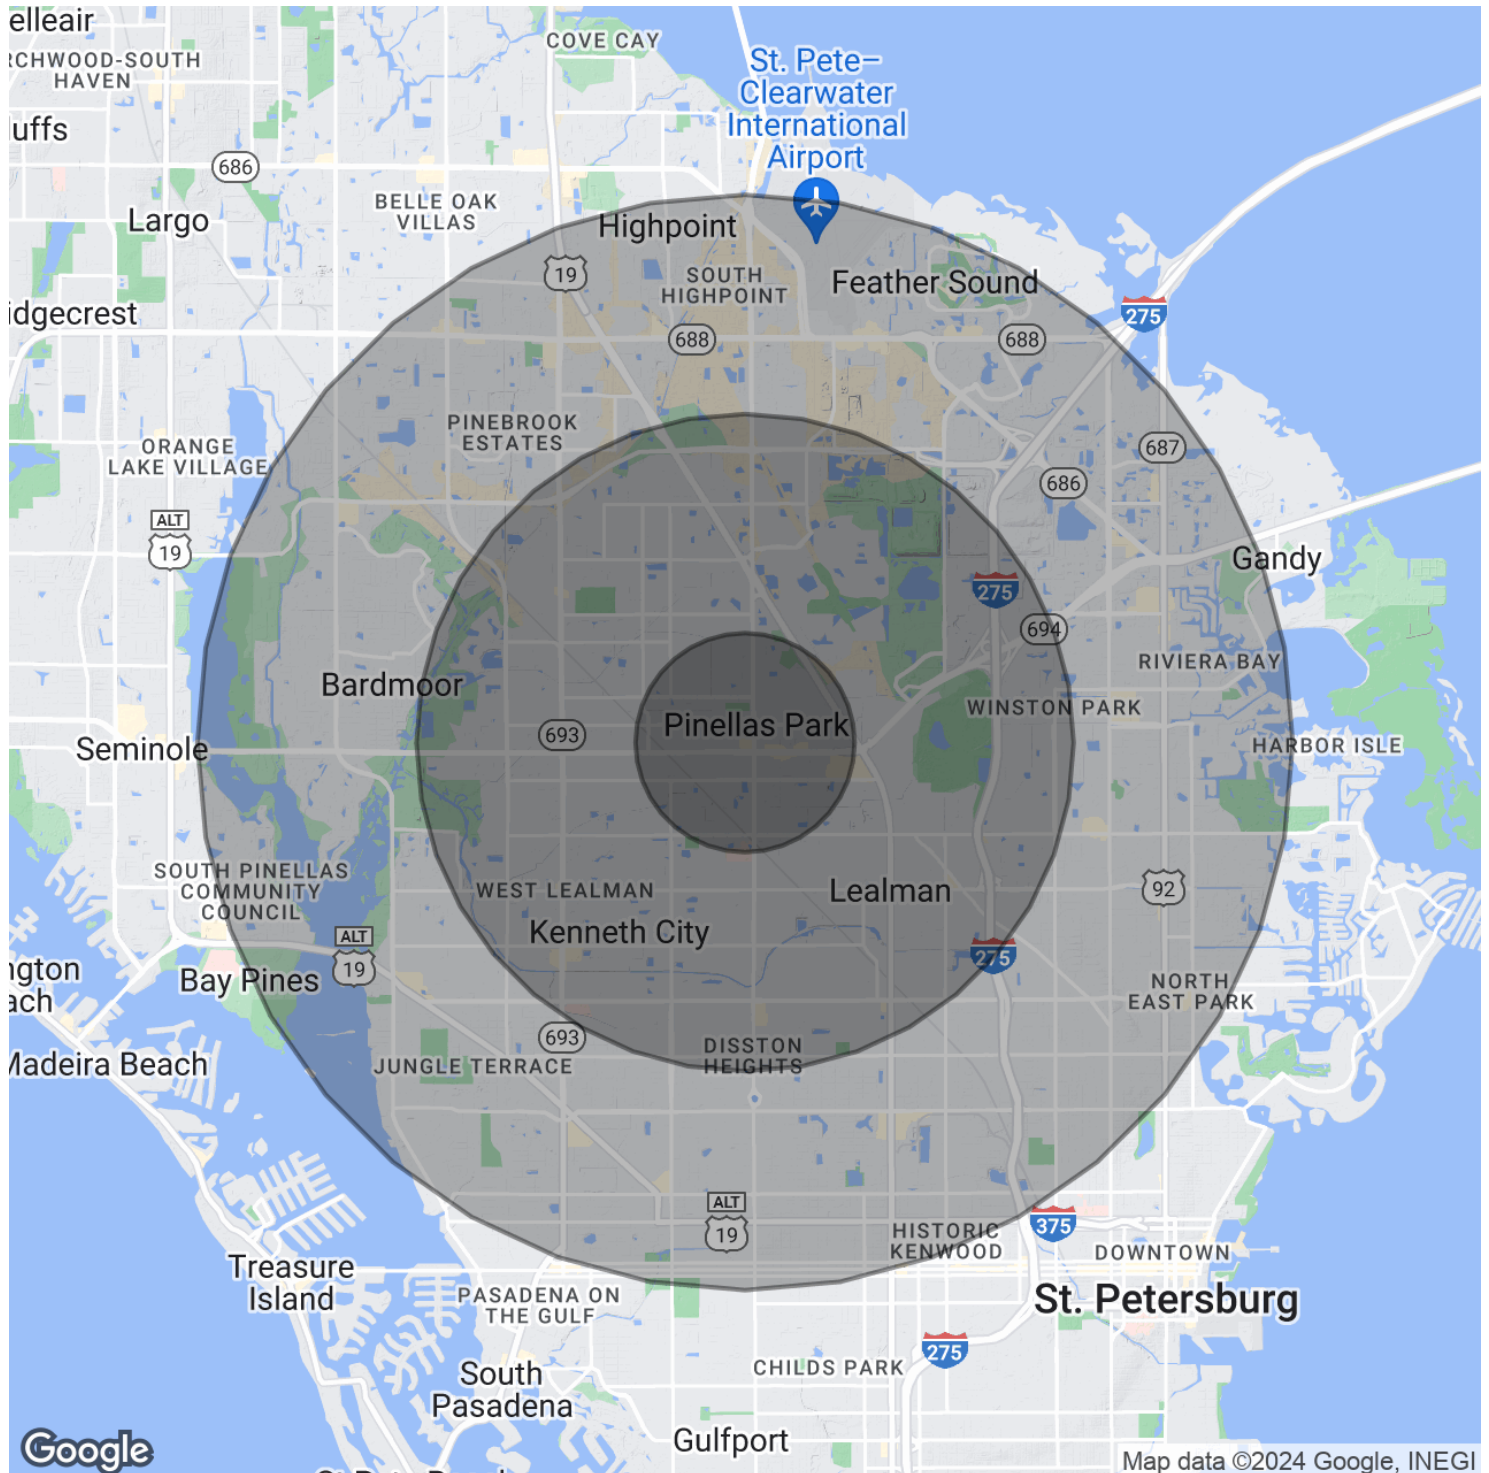 elleair
RCHWOOD-SOUTH
HAVEN
COVE CAY
St. Pete–
Clearwater
International
Airport
luffs
686
BELLE OAK
VILLAS
Largo
Highpoint
19
SOUTH
HIGHPOINT
Feather Sound
idgecrest
275
688
688
PINEBROOK
ESTATES
ORANGE
LAKE VILLAGE
687
686
ALT
19
Gandy
275
694
RIVIERA BAY
Bardmoor
WINSTON PARK
Pinellas Park
693
Seminole
HARBOR ISLE
SOUTH PINELLAS
COMMUNITY
COUNCIL
WEST LEALMAN
Lealman
92
Kenneth City
ALT
19
275
ngton
ach
Bay Pines
NORTH
EAST PARK
693
DISSTON
HEIGHTS
Madeira Beach
JUNGLE TERRACE
ALT
19
HISTORIC
KENWOOD
375
DOWNTOWN
Treasure
Island
PASADENA ON
THE GULF
St. Petersburg
275
CHILDS PARK
South
Pasadena
Gulfport
Google
Map data ©2024 Google, INEGI